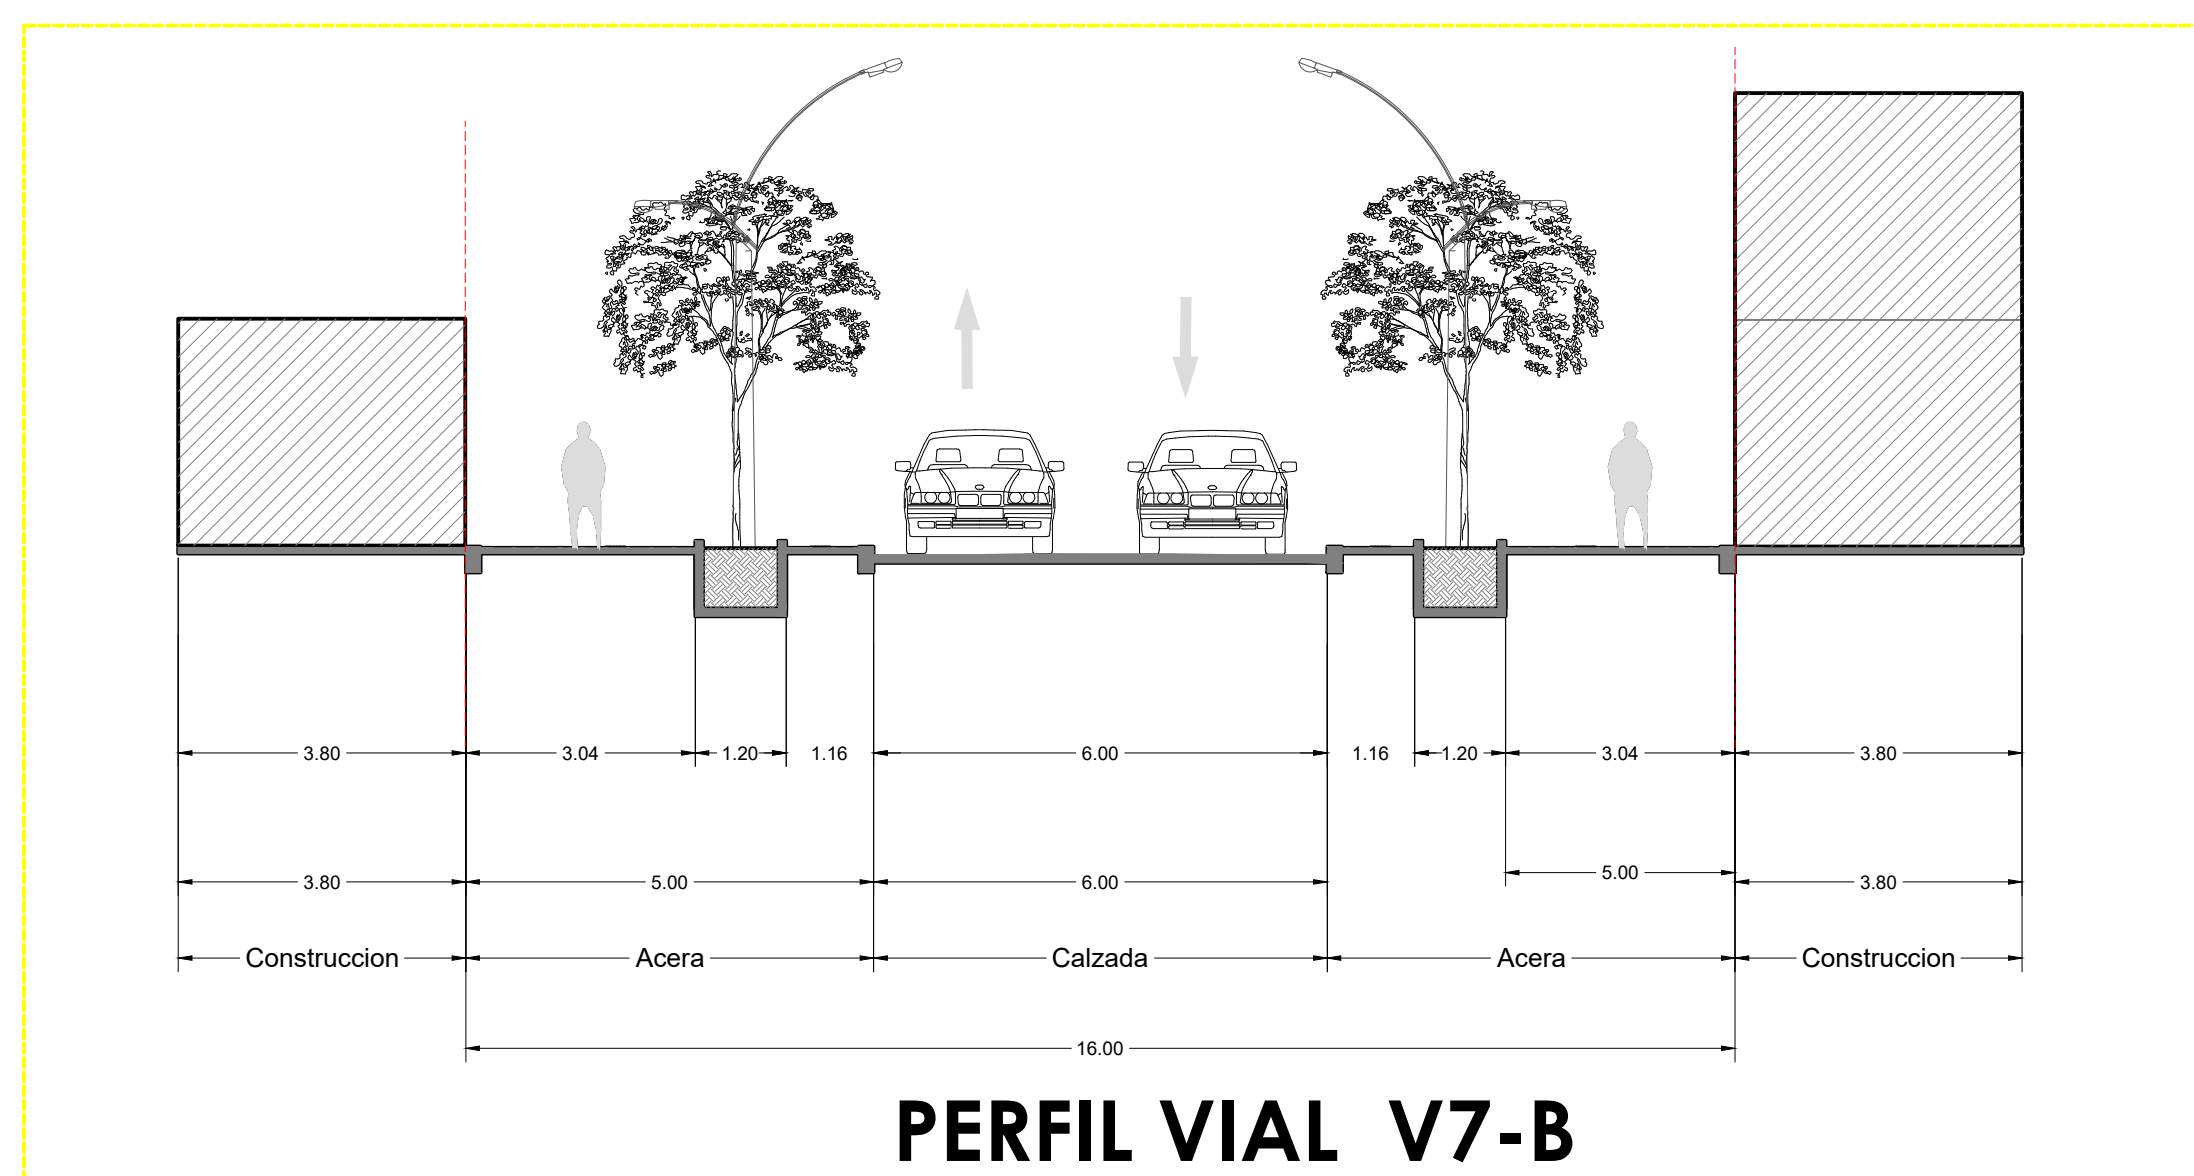 3.80 3.04 1.20 1.16 6.00 1.16 1.20 3.04 3.80
5.00
3.80 5.00 6.00 3.80
Construccion Acera Calzada Acera Construccion
16.00
PERFIL VIAL V7-B